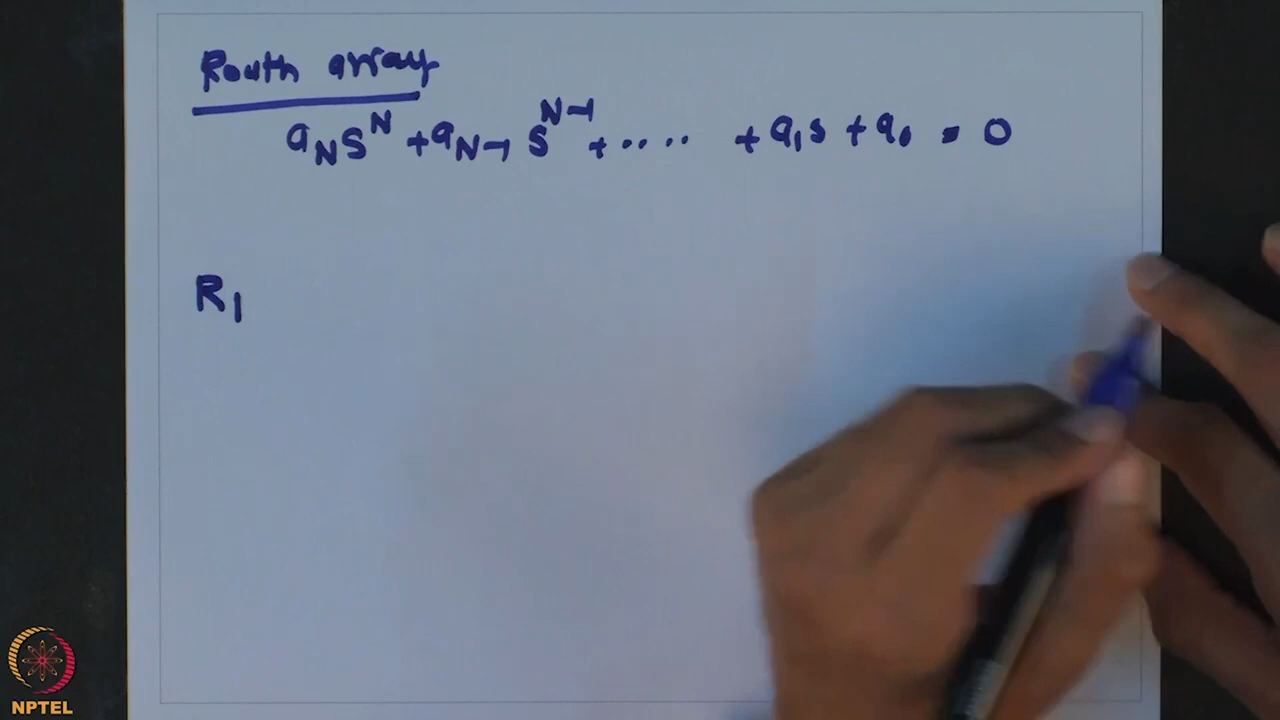 Routh array
a_N S^N + a_{N-1} S^{N-1} + .... + a_1 s + a_0 = 0
R_1
NPTEL